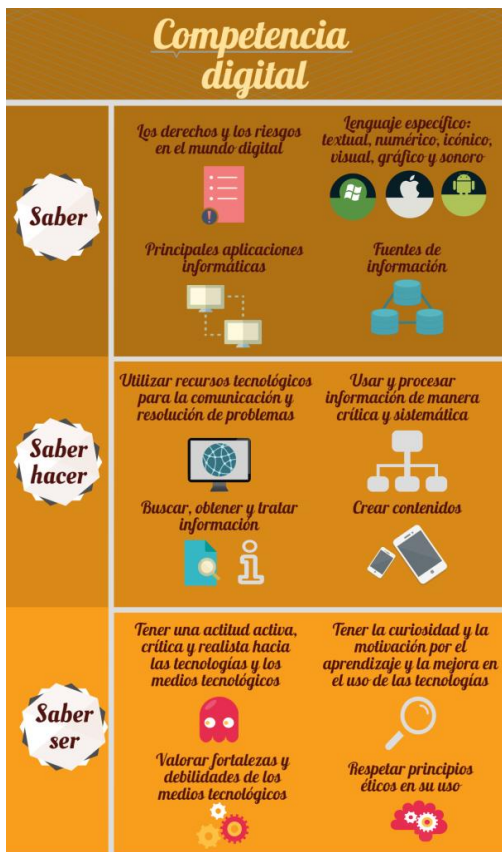 Competencia
digital
Saber
Los derechos y los riesgos
en el mundo digital
Lenguaje específico:
textual, numérico, icónico,
visual, gráfico y sonoro
Principales aplicaciones
informáticas
Fuentes de
información
Saber
hacer
Utilizar recursos tecnológicos
para la comunicación y
resolución de problemas
Usar y procesar
información de manera
crítica y sistemática
Buscar, obtener y tratar
información
Crear contenidos
Saber
ser
Tener una actitud activa,
crítica y realista hacia
las tecnologías y los
medios tecnológicos
Tener la curiosidad y la
motivación por el
aprendizaje y la mejora en
el uso de las tecnologías
Valorar fortalezas y
debilidades de los
medios tecnológicos
Respetar principios
éticos en su uso